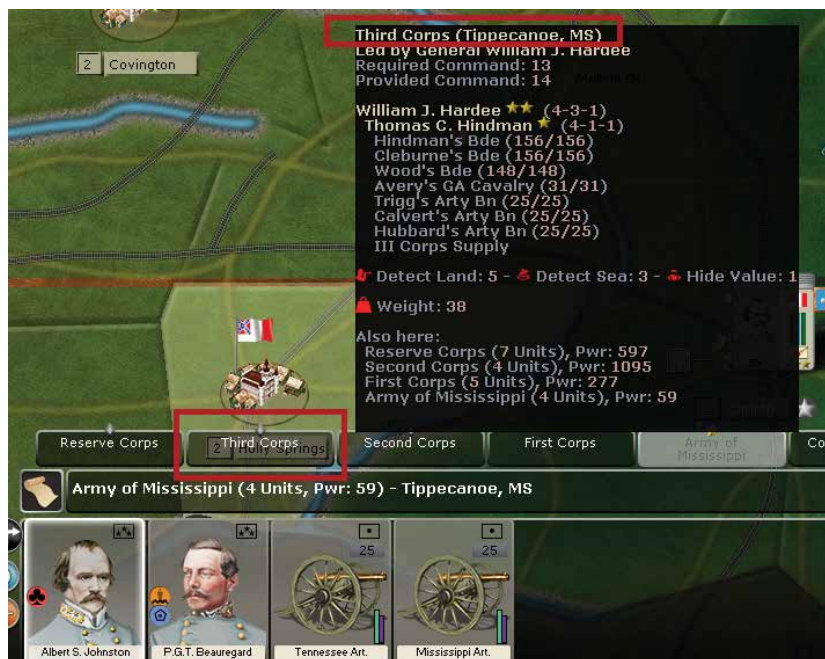 2 Covington
Third Corps (Tippecanoe, MS)
Led by General William J. Hardee
Required Command: 13
Provided Command: 14
William J. Hardee (4-3-1)
Thomas C. Hindman (4-1-1)
Hindman's Bde (156/156)
Cleburne's Bde (156/156)
Wood's Bde (148/148)
Avery's GA Cavalry (31/31)
Trigg's Arty Bn (25/25)
Calvert's Arty Bn (25/25)
Hubbard's Arty Bn (25/25)
III Corps Supply
Detect Land: 5 - Detect Sea: 3 - Hide Value: 1
Weight: 38
Also here:
Reserve Corps (7 Units), Pwr: 597
Second Corps (4 Units), Pwr: 1095
First Corps (5 Units), Pwr: 277
Army of Mississippi (4 Units), Pwr: 59
Reserve Corps
Third Corps
Second Corps
First Corps
Army of
Mississippi
Co
2 Holly Springs
Army of Mississippi (4 Units, Pwr: 59) - Tippecanoe, MS
25
25
Albert S. Johnston
P.G.T. Beauregard
Tennessee Art.
Mississippi Art.